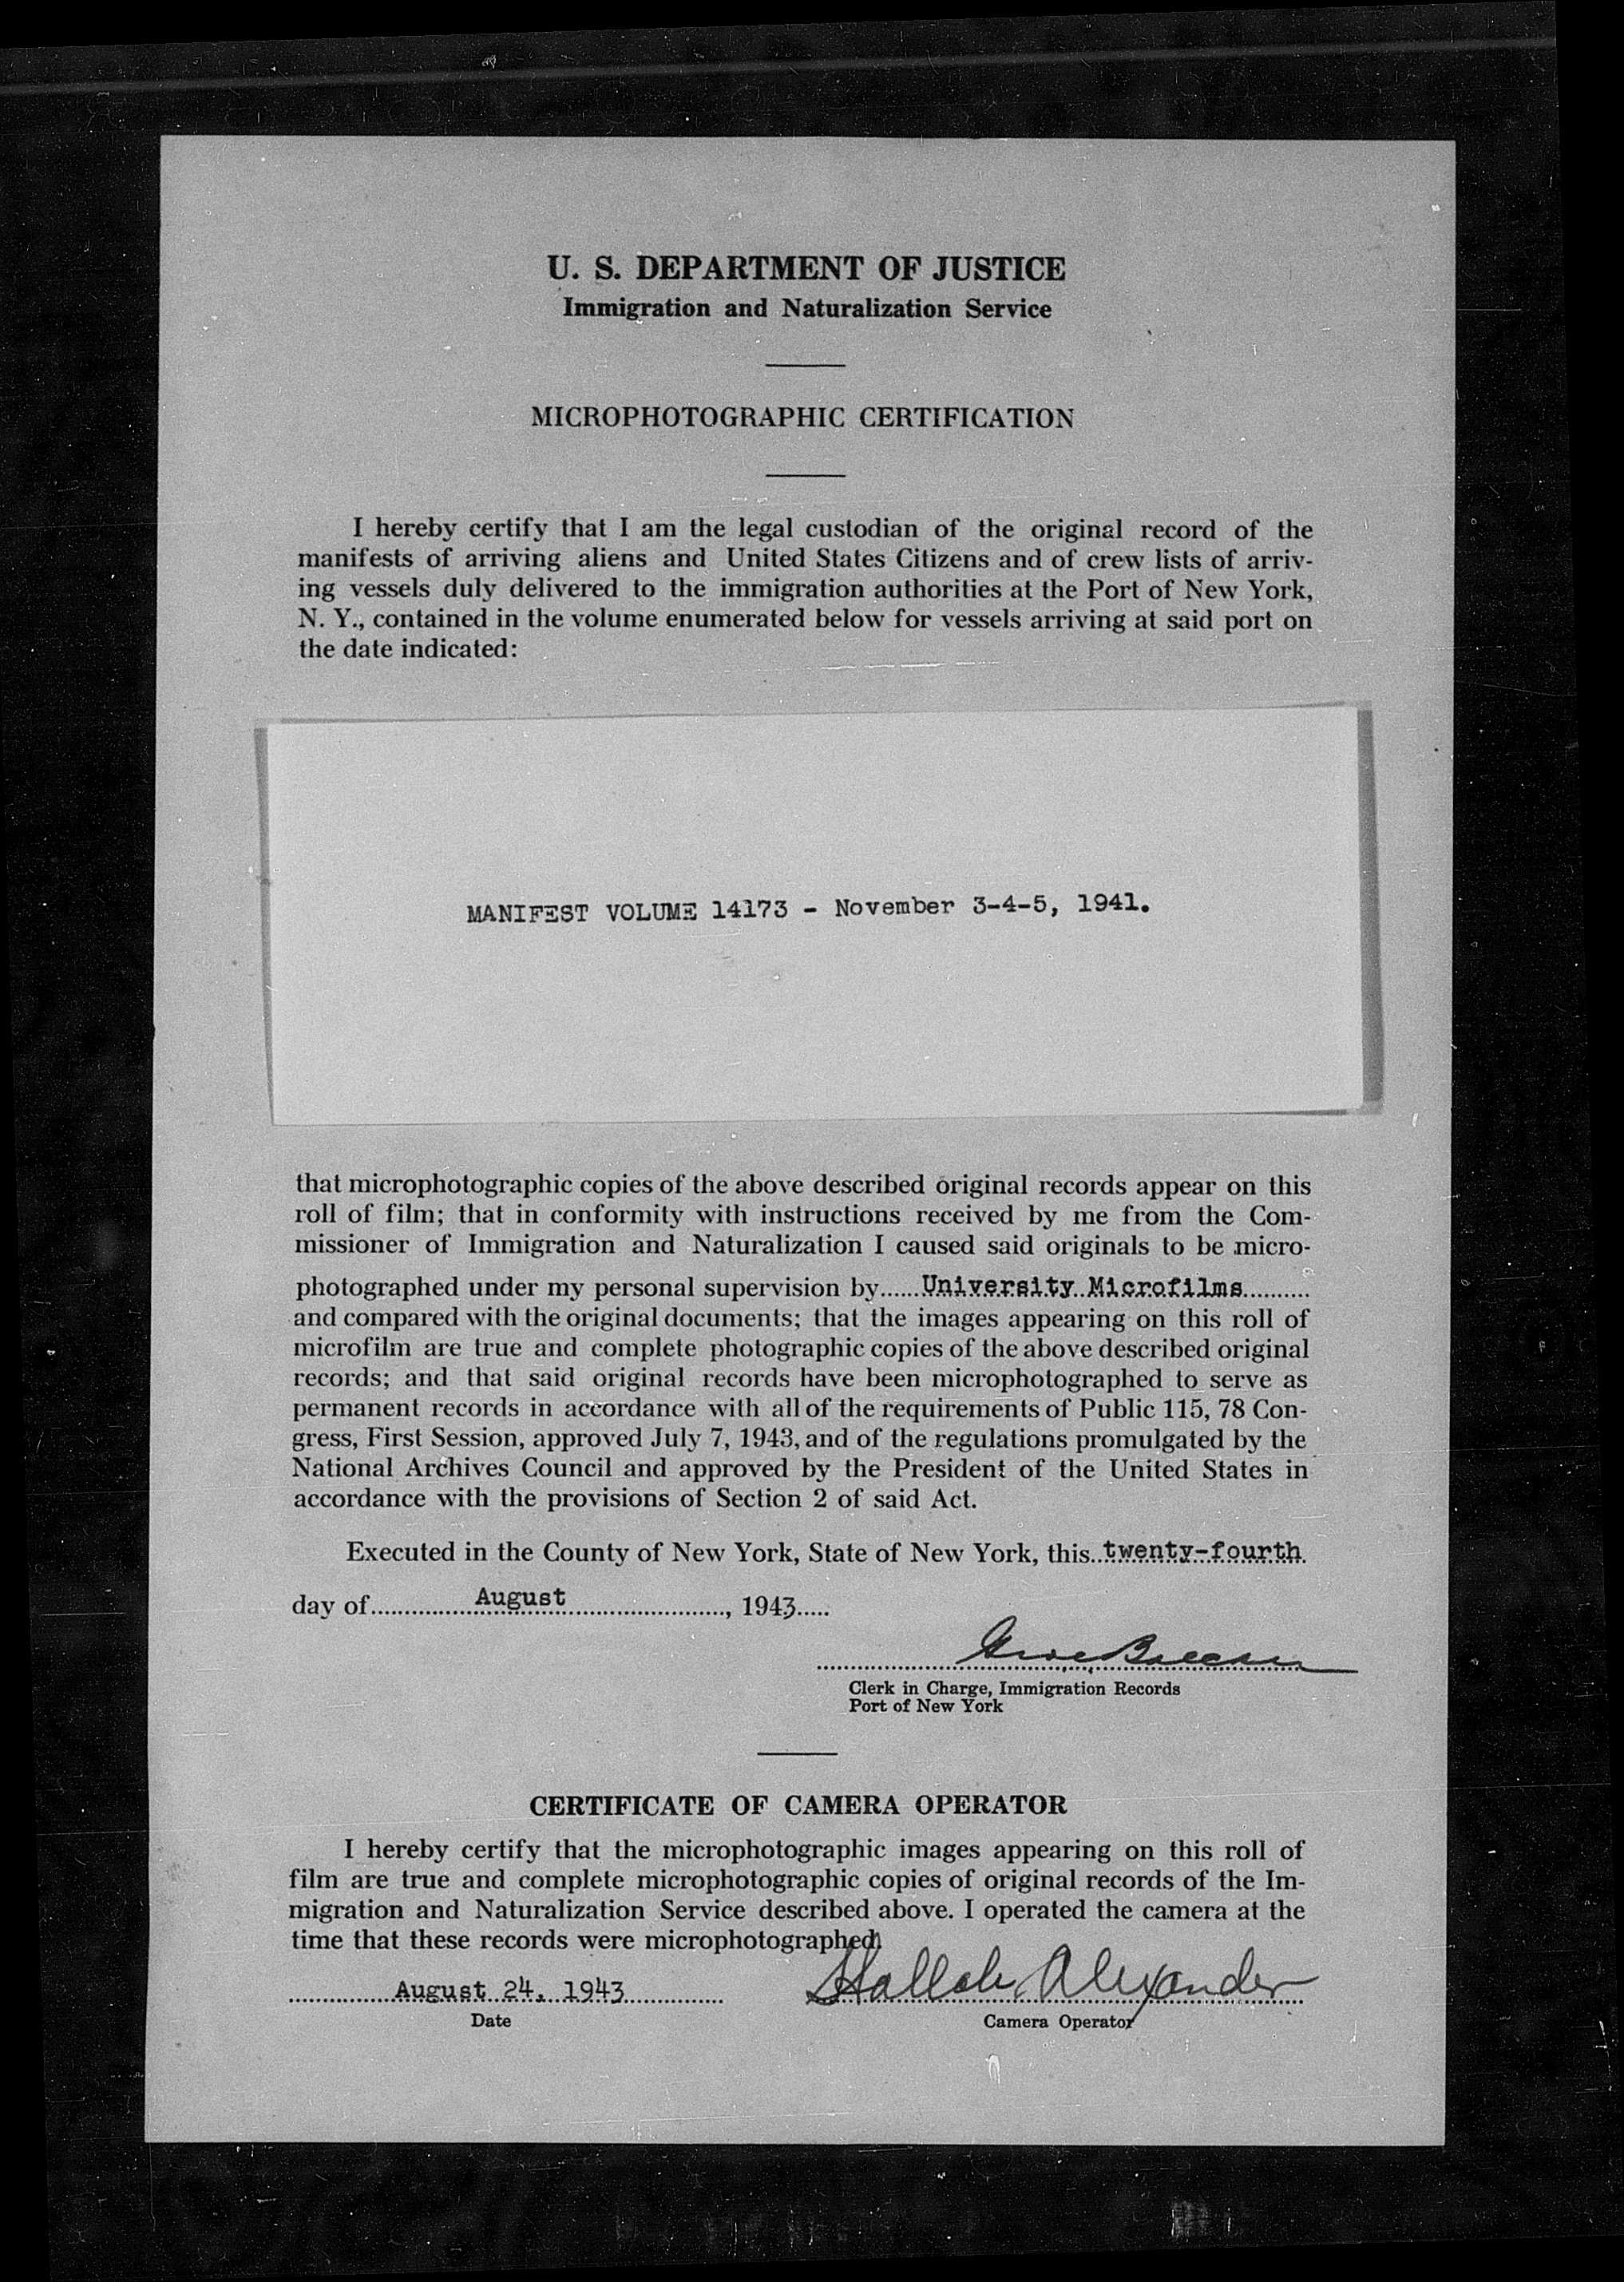 U. S. DEPARTMENT OF JUSTICE
Immigration and Naturalization Service
MICROPHOTOGRAPHIC CERTIFICATION
I hereby certify that I am the legal custodian of the original record of the
manifests of arriving aliens and United States Citizens and of crew lists of arriv-
ing vessels duly delivered to the immigration authorities at the Port of New York,
N. Y., contained in the volume enumerated below for vessels arriving at said port on
the date indicated:
MANIFEST VOLUME 14173 - November 3-4-5, 1941.
that microphotographic copies of the above described original records appear on this
roll of film; that in conformity with instructions received by me from the Com-
missioner of Immigration and Naturalization I caused said originals to be micro-
photographed under my personal supervision by......University Microfilms..........
and compared with the original documents; that the images appearing on this roll of
microfilm are true and complete photographic copies of the above described original
records; and that said original records have been microphotographed to serve as
permanent records in accordance with all of the requirements of Public 115, 78 Con-
gress, First Session, approved July 7, 1943, and of the regulations promulgated by the
National Archives Council and approved by the President of the United States in
accordance with the provisions of Section 2 of said Act.
Executed in the County of New York, State of New York, this twenty-fourth
day of August, 1943
Clerk in Charge, Immigration Records
Port of New York
CERTIFICATE OF CAMERA OPERATOR
I hereby certify that the microphotographic images appearing on this roll of
film are true and complete microphotographic copies of original records of the Im-
migration and Naturalization Service described above. I operated the camera at the
time that these records were microphotographed.
August 24, 1943 Alexander
Date Camera Operator